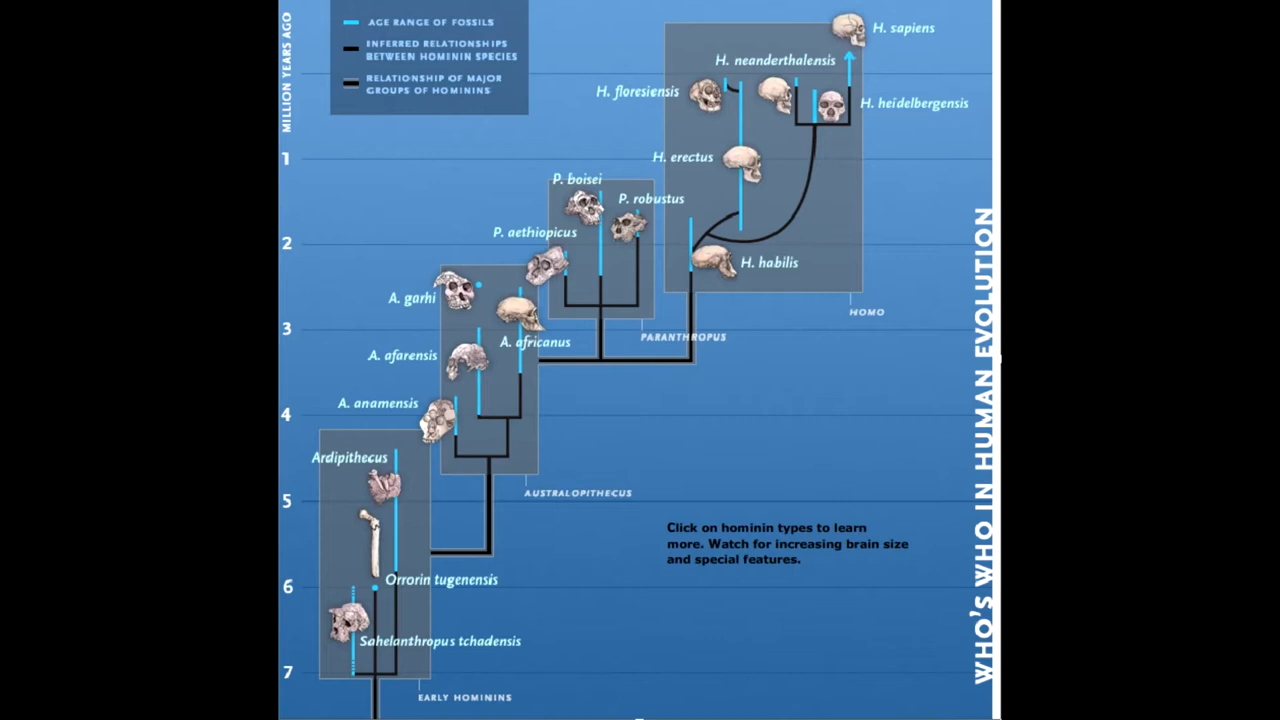 MILLION YEARS AGO
AGE RANGE OF FOSSILS
INFERRED RELATIONSHIPS
BETWEEN HOMININ SPECIES
RELATIONSHIP OF MAJOR
GROUPS OF HOMININS
H. sapiens
H. neanderthalensis
H. floresiensis
H. heidelbergensis
1
H. erectus
P. boisei
P. robustus
P. aethiopicus
2
H. habilis
A. garhi
HOMO
3
PARANTHROPUS
A. africanus
A. afarensis
A. anamensis
4
Ardipithecus
AUSTRALOPITHECUS
5
Click on hominin types to learn
more. Watch for increasing brain size
and special features.
Orrorin tugenensis
6
Sahelanthropus tchadensis
7
EARLY HOMININS
WHO'S WHO IN HUMAN EVOLUTION